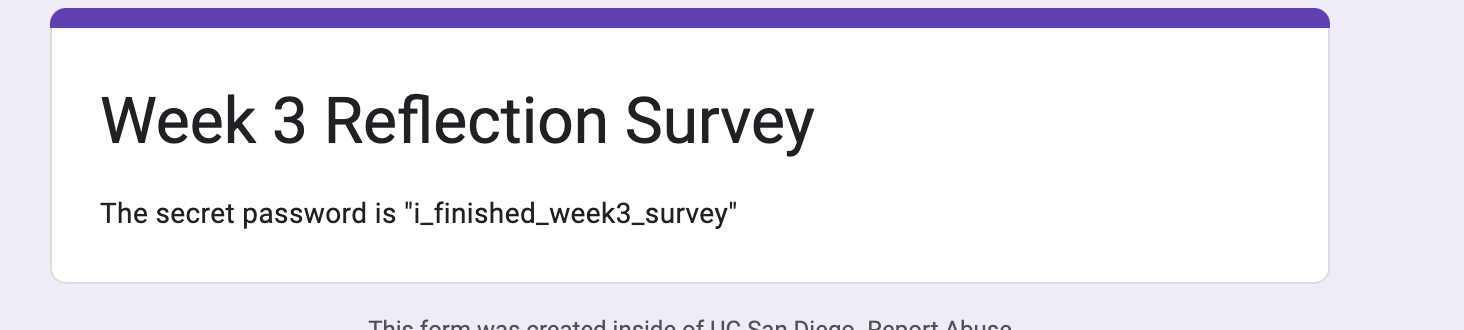 Week 3 Reflection Survey
The secret password is "i_finished_week3_survey"
This form was created inside of UC San Diego. Report Abuse